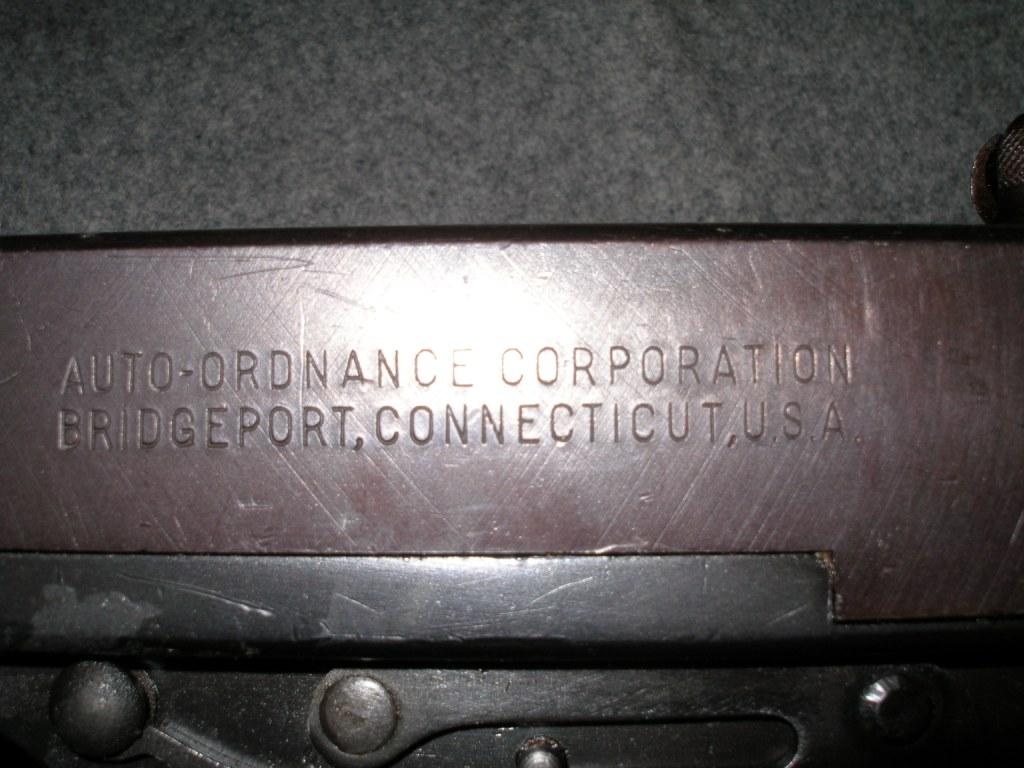 AUTO-ORDNANCE CORPORATION
BRIDGEPORT, CONNECTICUT, U.S.A.